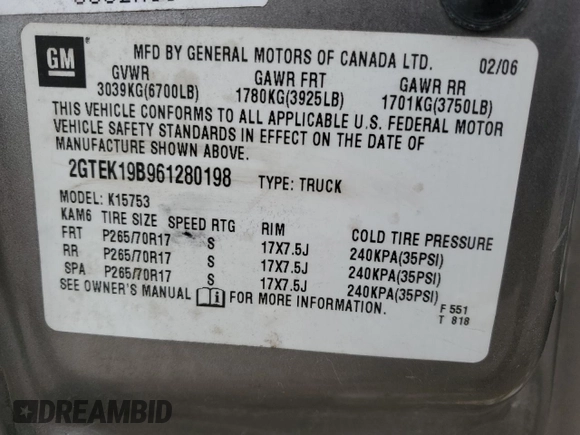 GM
MFD BY GENERAL MOTORS OF CANADA LTD. 02/06
GVWR GAWR FRT GAWR RR
3039KG(6700LB) 1780KG(3925LB) 1701KG(3750LB)
THIS VEHICLE CONFORMS TO ALL APPLICABLE U.S. FEDERAL MOTOR
VEHICLE SAFETY STANDARDS IN EFFECT ON THE DATE OF
MANUFACTURE SHOWN ABOVE.
2GTEK19B961280198 TYPE: TRUCK
MODEL: K15753
KAM6 TIRE SIZE SPEED RTG RIM COLD TIRE PRESSURE
FRT P265/70R17 S 17X7.5J 240KPA(35PSI)
RR P265/70R17 S 17X7.5J 240KPA(35PSI)
SPA P265/70R17 S 17X7.5J 240KPA(35PSI)
SEE OWNER'S MANUAL FOR MORE INFORMATION.
F 551
T 818
DREAMBID